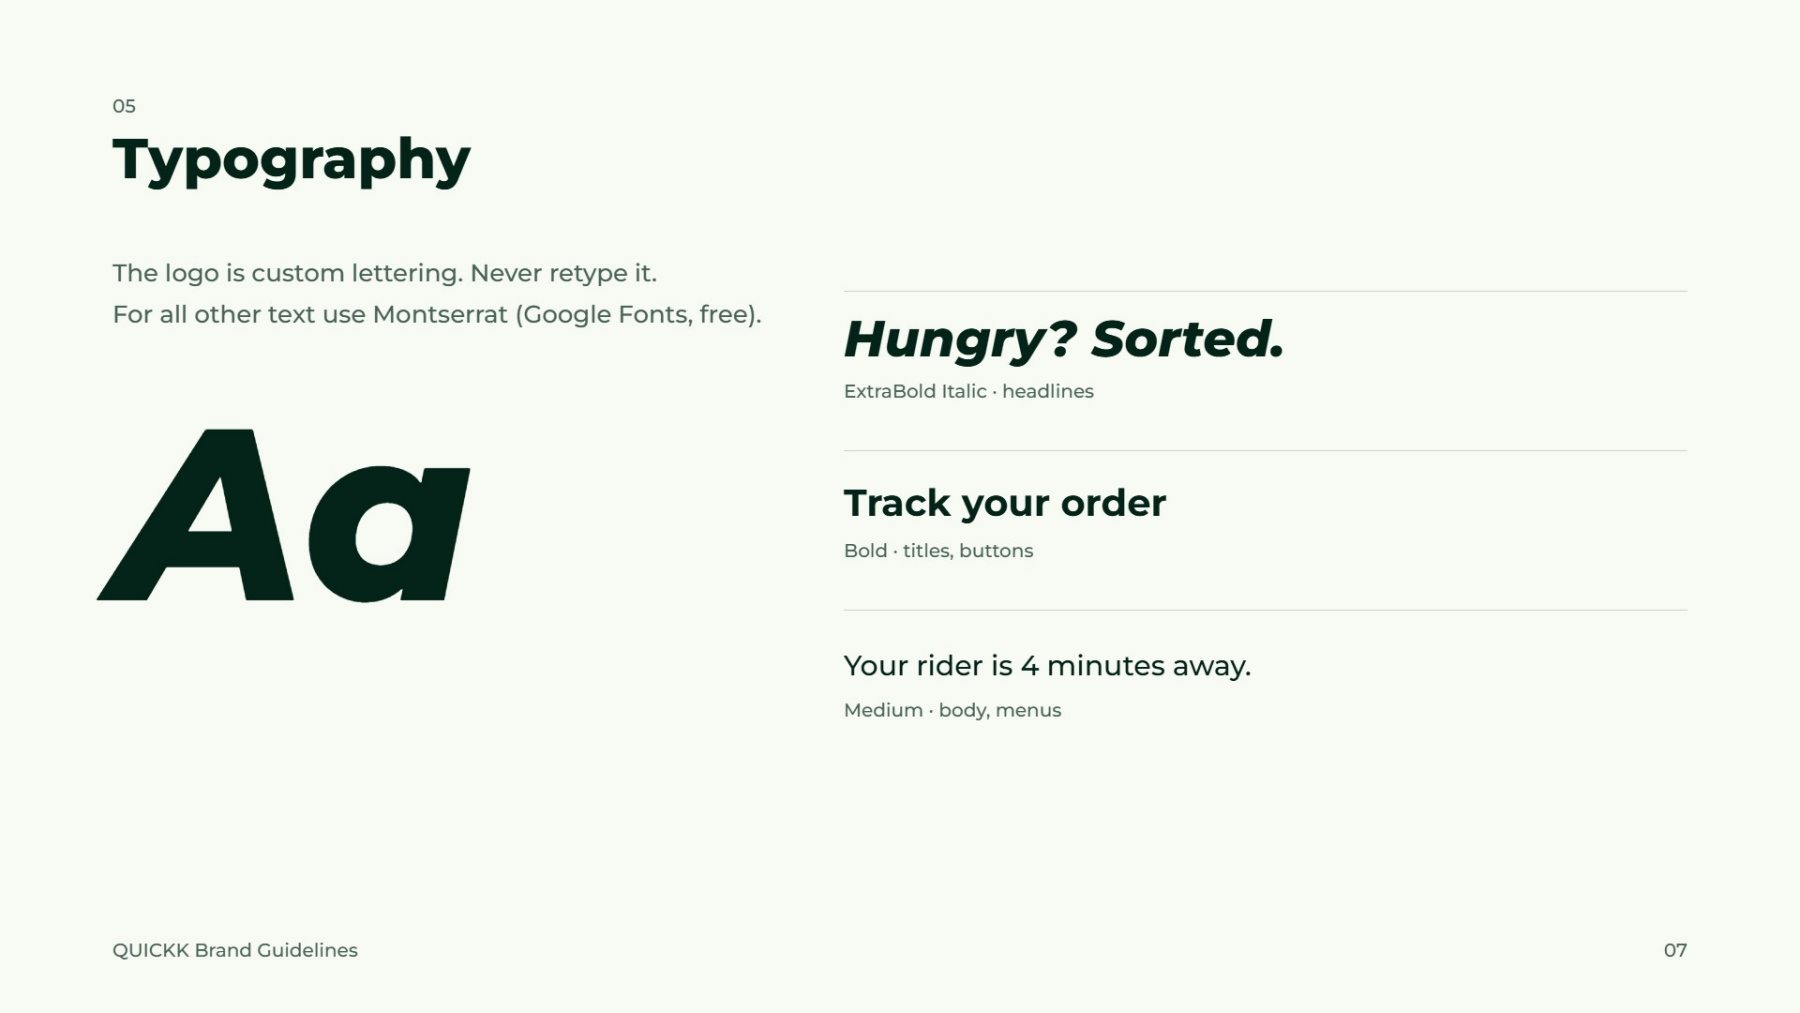 05
Typography
The logo is custom lettering. Never retype it.
For all other text use Montserrat (Google Fonts, free).
Aa
Hungry? Sorted.
ExtraBold Italic · headlines
Track your order
Bold · titles, buttons
Your rider is 4 minutes away.
Medium · body, menus
QUICKK Brand Guidelines
07